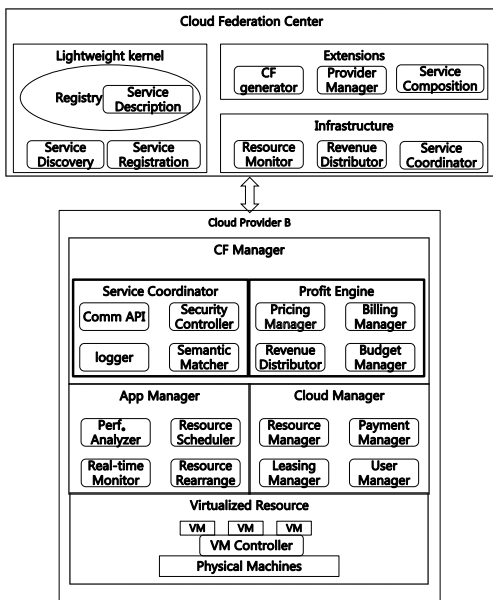 Cloud Federation Center
Lightweight kernel
Registry
Service
Description
Service
Discovery
Service
Registration
Extensions
CF
generator
Provider
Manager
Service
Composition
Infrastructure
Resource
Monitor
Revenue
Distributor
Service
Coordinator
Cloud Provider B
CF Manager
Service Coordinator
Comm API
Security
Controller
logger
Semantic
Matcher
Profit Engine
Pricing
Manager
Billing
Manager
Revenue
Distributor
Budget
Manager
App Manager
Perf.
Analyzer
Resource
Scheduler
Real-time
Monitor
Resource
Rearrange
Cloud Manager
Resource
Manager
Payment
Manager
Leasing
Manager
User
Manager
Virtualized Resource
VM
VM
VM
VM Controller
Physical Machines